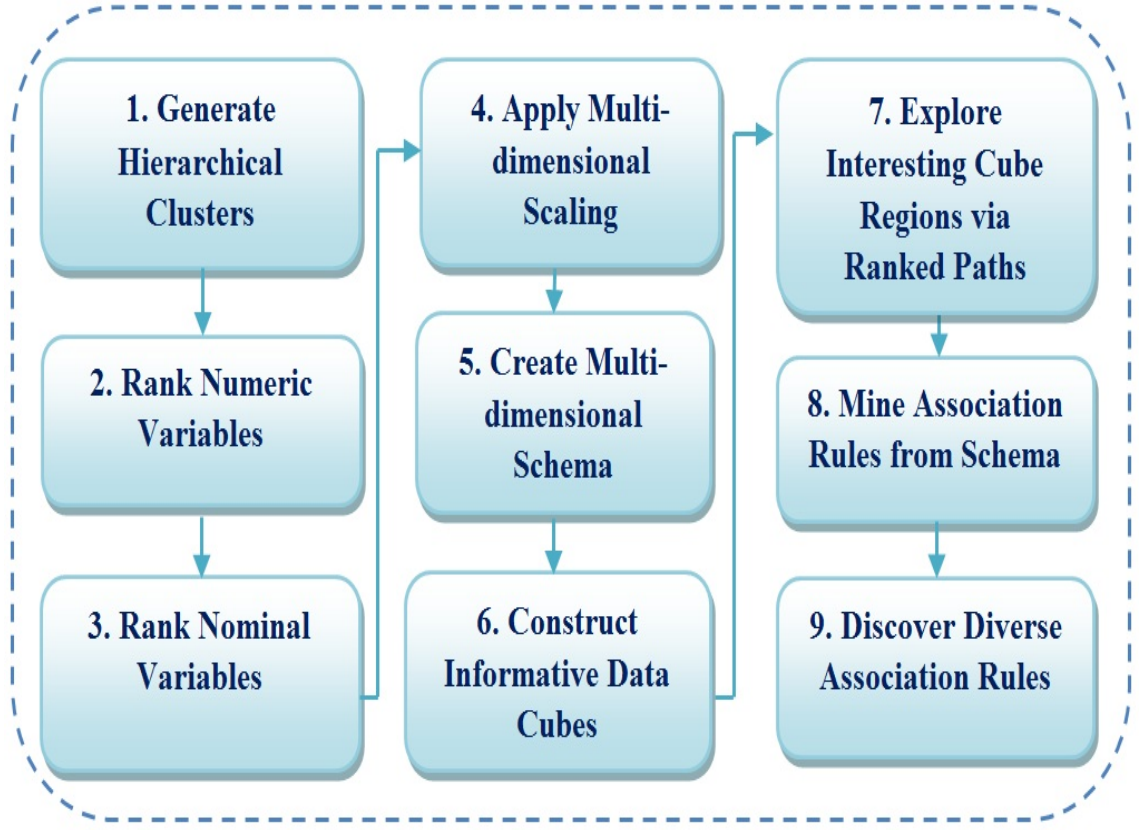 1. Generate
Hierarchical
Clusters
2. Rank Numeric
Variables
3. Rank Nominal
Variables
4. Apply Multi-
dimensional
Scaling
5. Create Multi-
dimensional
Schema
6. Construct
Informative Data
Cubes
7. Explore
Interesting Cube
Regions via
Ranked Paths
8. Mine Association
Rules from Schema
9. Discover Diverse
Association Rules